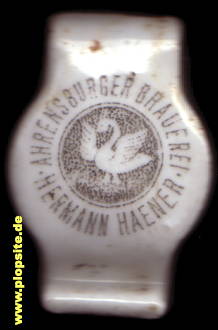 · AHRENSBURGER BRAUEREI ·
HERMANN HAENER
© www.plopsite.de